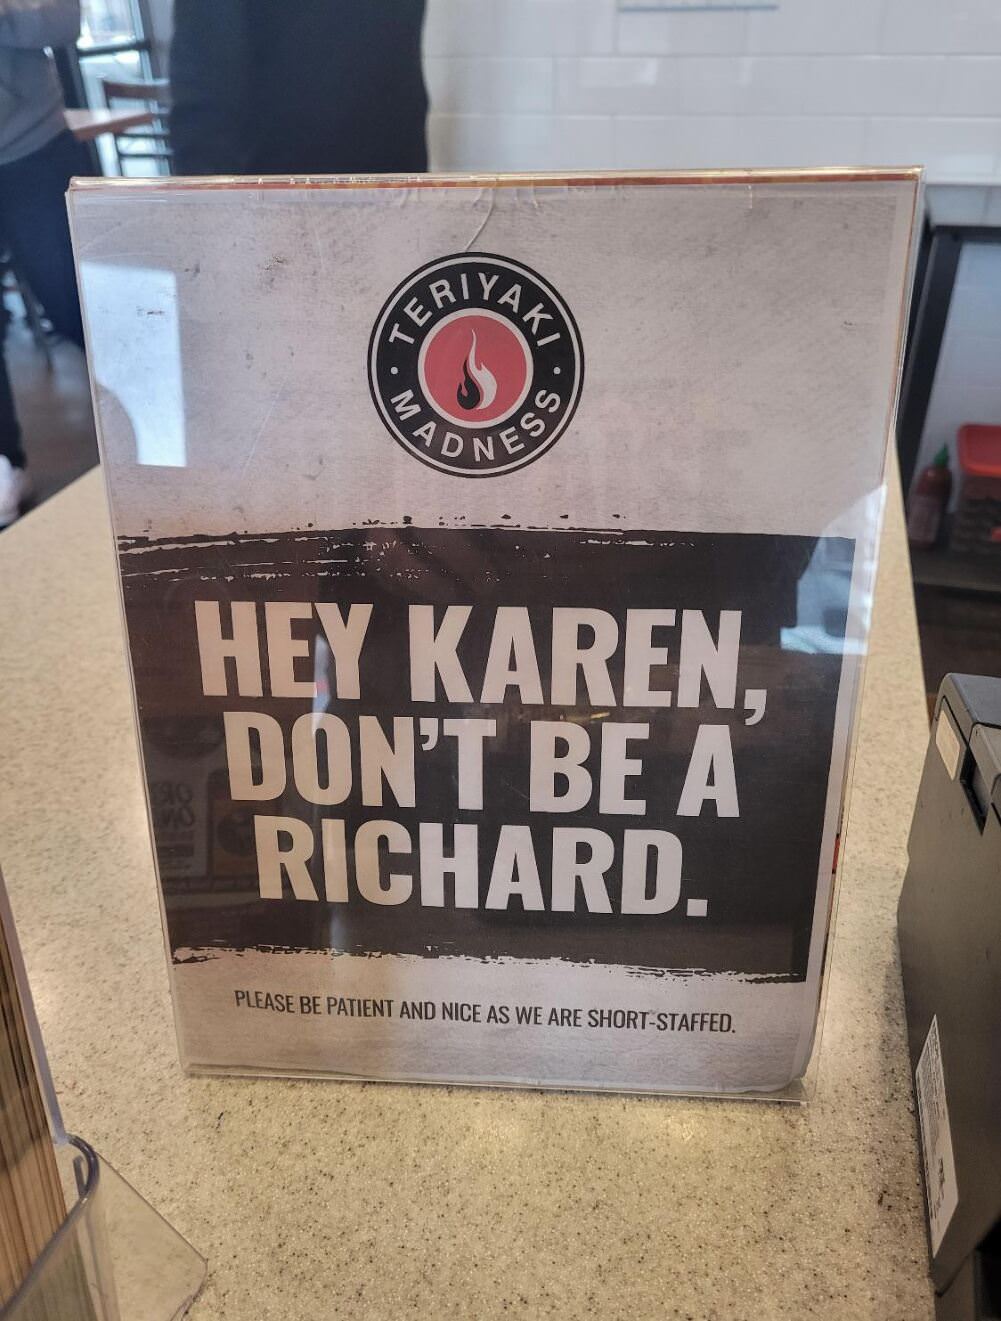 TERIYAKI
MADNESS
HEY KAREN,
DON'T BE A
RICHARD.
PLEASE BE PATIENT AND NICE AS WE ARE SHORT-STAFFED.